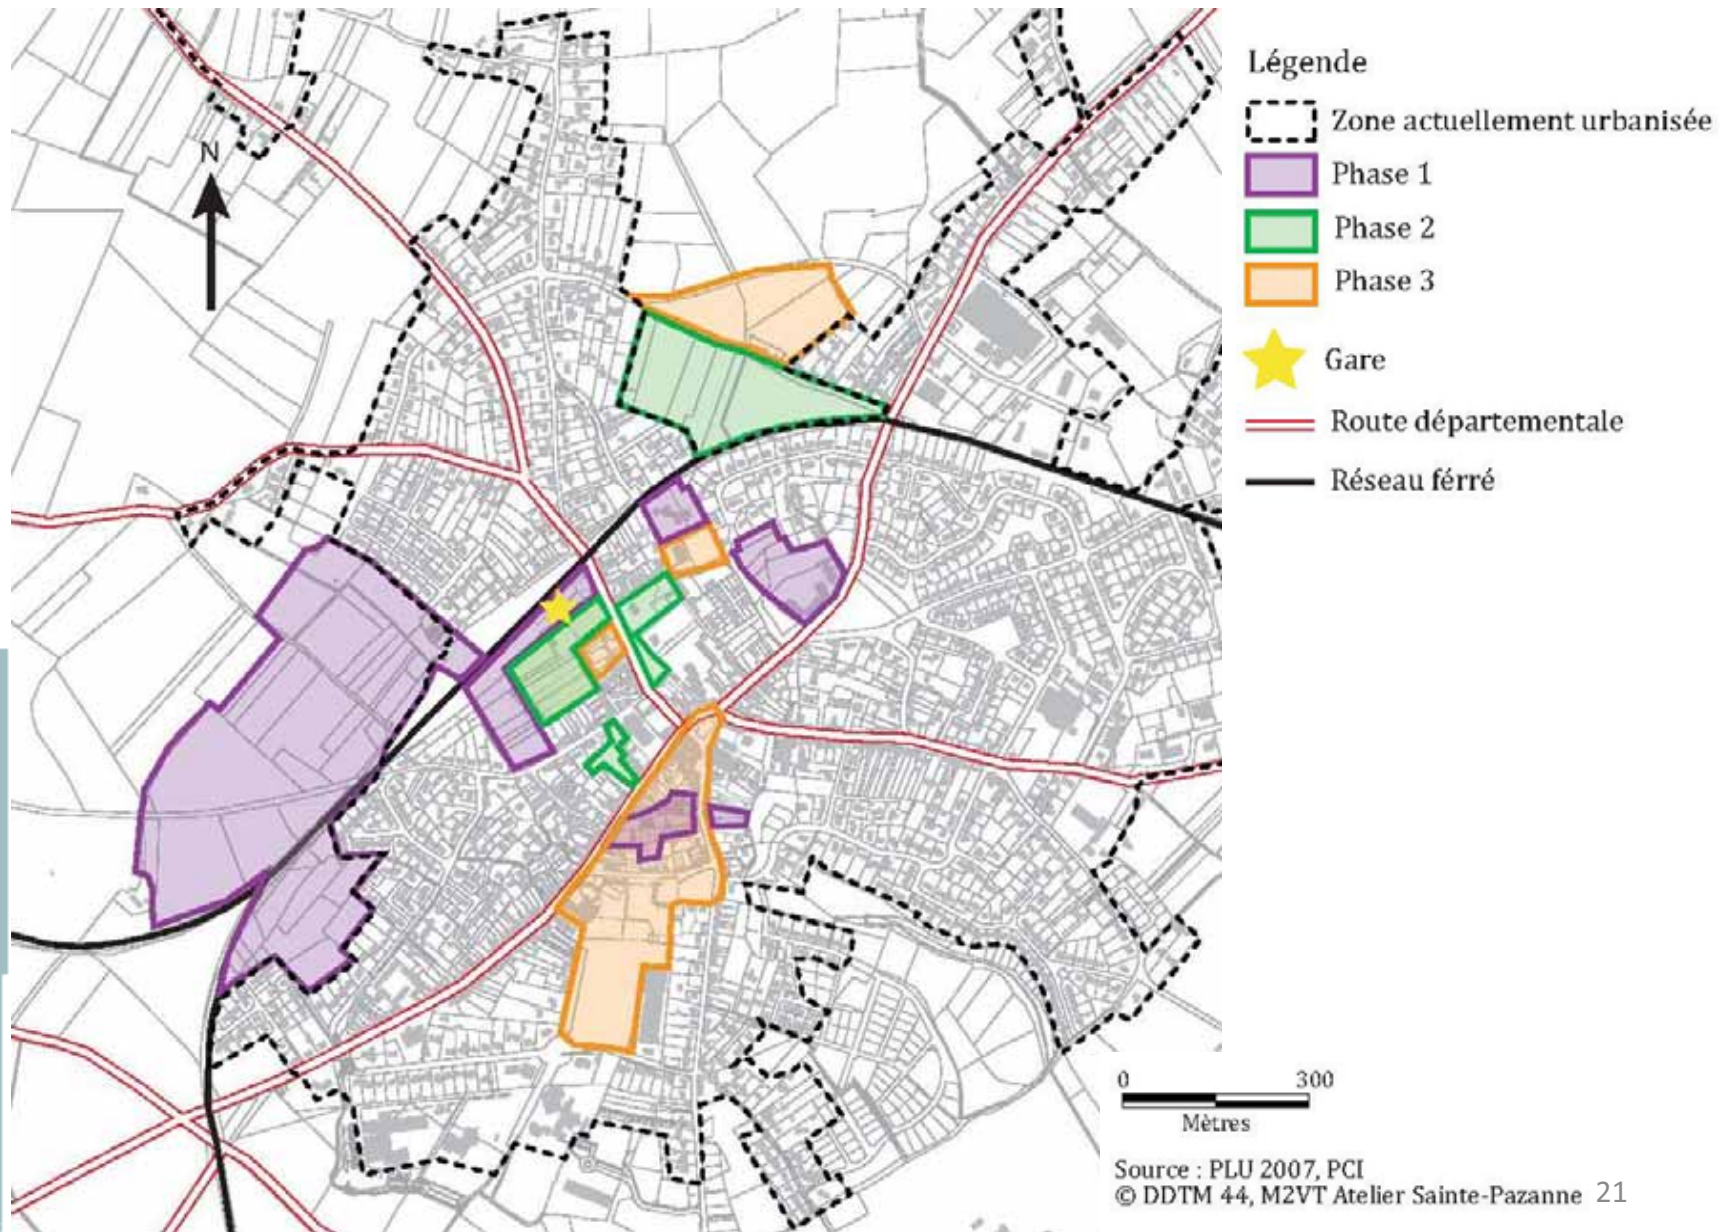 N
Légende
Zone actuellement urbanisée
Phase 1
Phase 2
Phase 3
Gare
Route départementale
Réseau férré
0 300
Mètres
Source : PLU 2007, PCI
© DDTM 44, M2VT Atelier Sainte-Pazanne 21